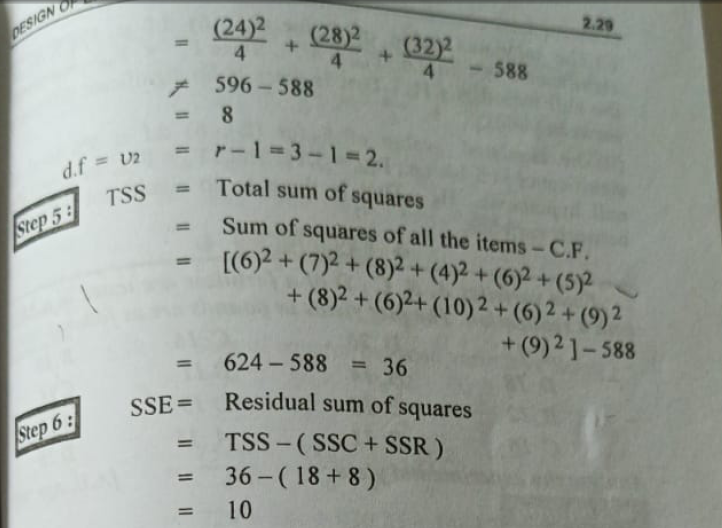 DESIGN OF
2.29
= (24)²/4 + (28)²/4 + (32)²/4 – 588
≠ 596 – 588
= 8
d.f = υ₂ = r – 1 = 3 – 1 = 2.
Step 5 : TSS = Total sum of squares
= Sum of squares of all the items – C.F.
= [(6)² + (7)² + (8)² + (4)² + (6)² + (5)²
+ (8)² + (6)² + (10)² + (6)² + (9)²
+ (9)² ] – 588
= 624 – 588 = 36
Step 6 : SSE = Residual sum of squares
= TSS – ( SSC + SSR )
= 36 – ( 18 + 8 )
= 10